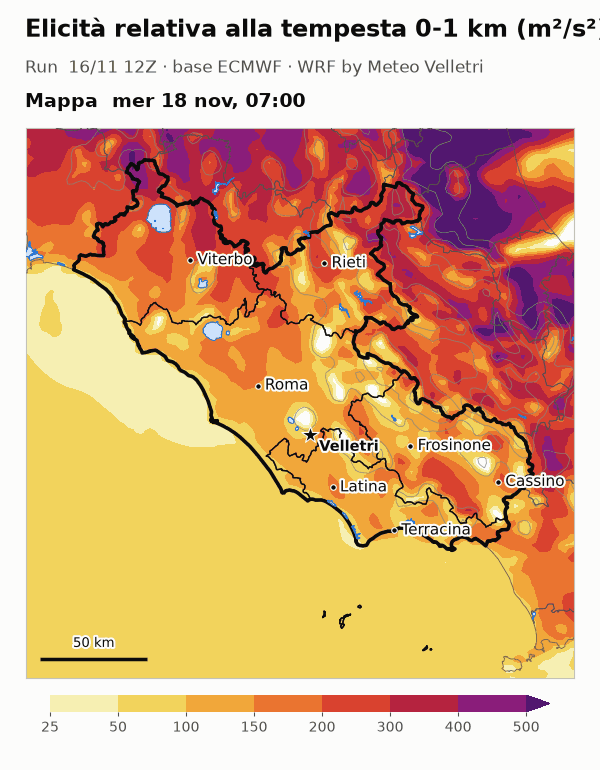 Elicità relativa alla tempesta 0-1 km (m²/s²)
Run  16/11 12Z · base ECMWF · WRF by Meteo Velletri
Mappa  mer 18 nov, 07:00
Viterbo
Rieti
Roma
Velletri
Frosinone
Latina
Cassino
Terracina
50 km
25 50 100 150 200 300 400 500